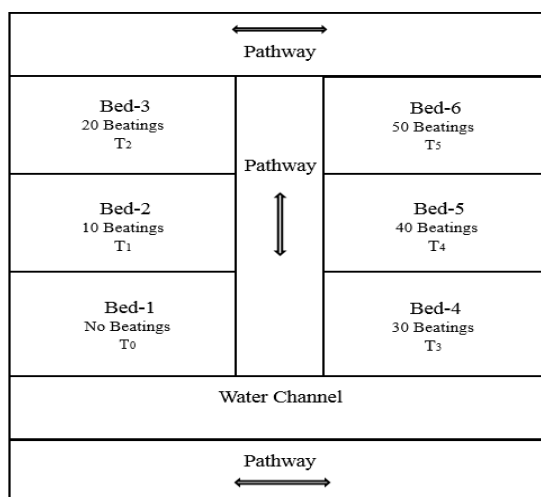 Pathway
Bed-3
20 Beatings
T2
Bed-6
50 Beatings
T5
Pathway
Bed-2
10 Beatings
T1
Bed-5
40 Beatings
T4
Bed-1
No Beatings
T0
Bed-4
30 Beatings
T3
Water Channel
Pathway